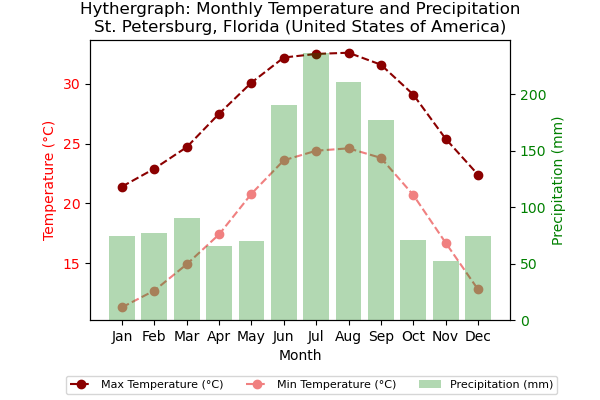 Hythergraph: Monthly Temperature and Precipitation
St. Petersburg, Florida (United States of America)
Temperature (°C)
30
25
20
15
200
150
100
50
0
Precipitation (mm)
Jan Feb Mar Apr May Jun Jul Aug Sep Oct Nov Dec
Month
Max Temperature (°C) Min Temperature (°C) Precipitation (mm)